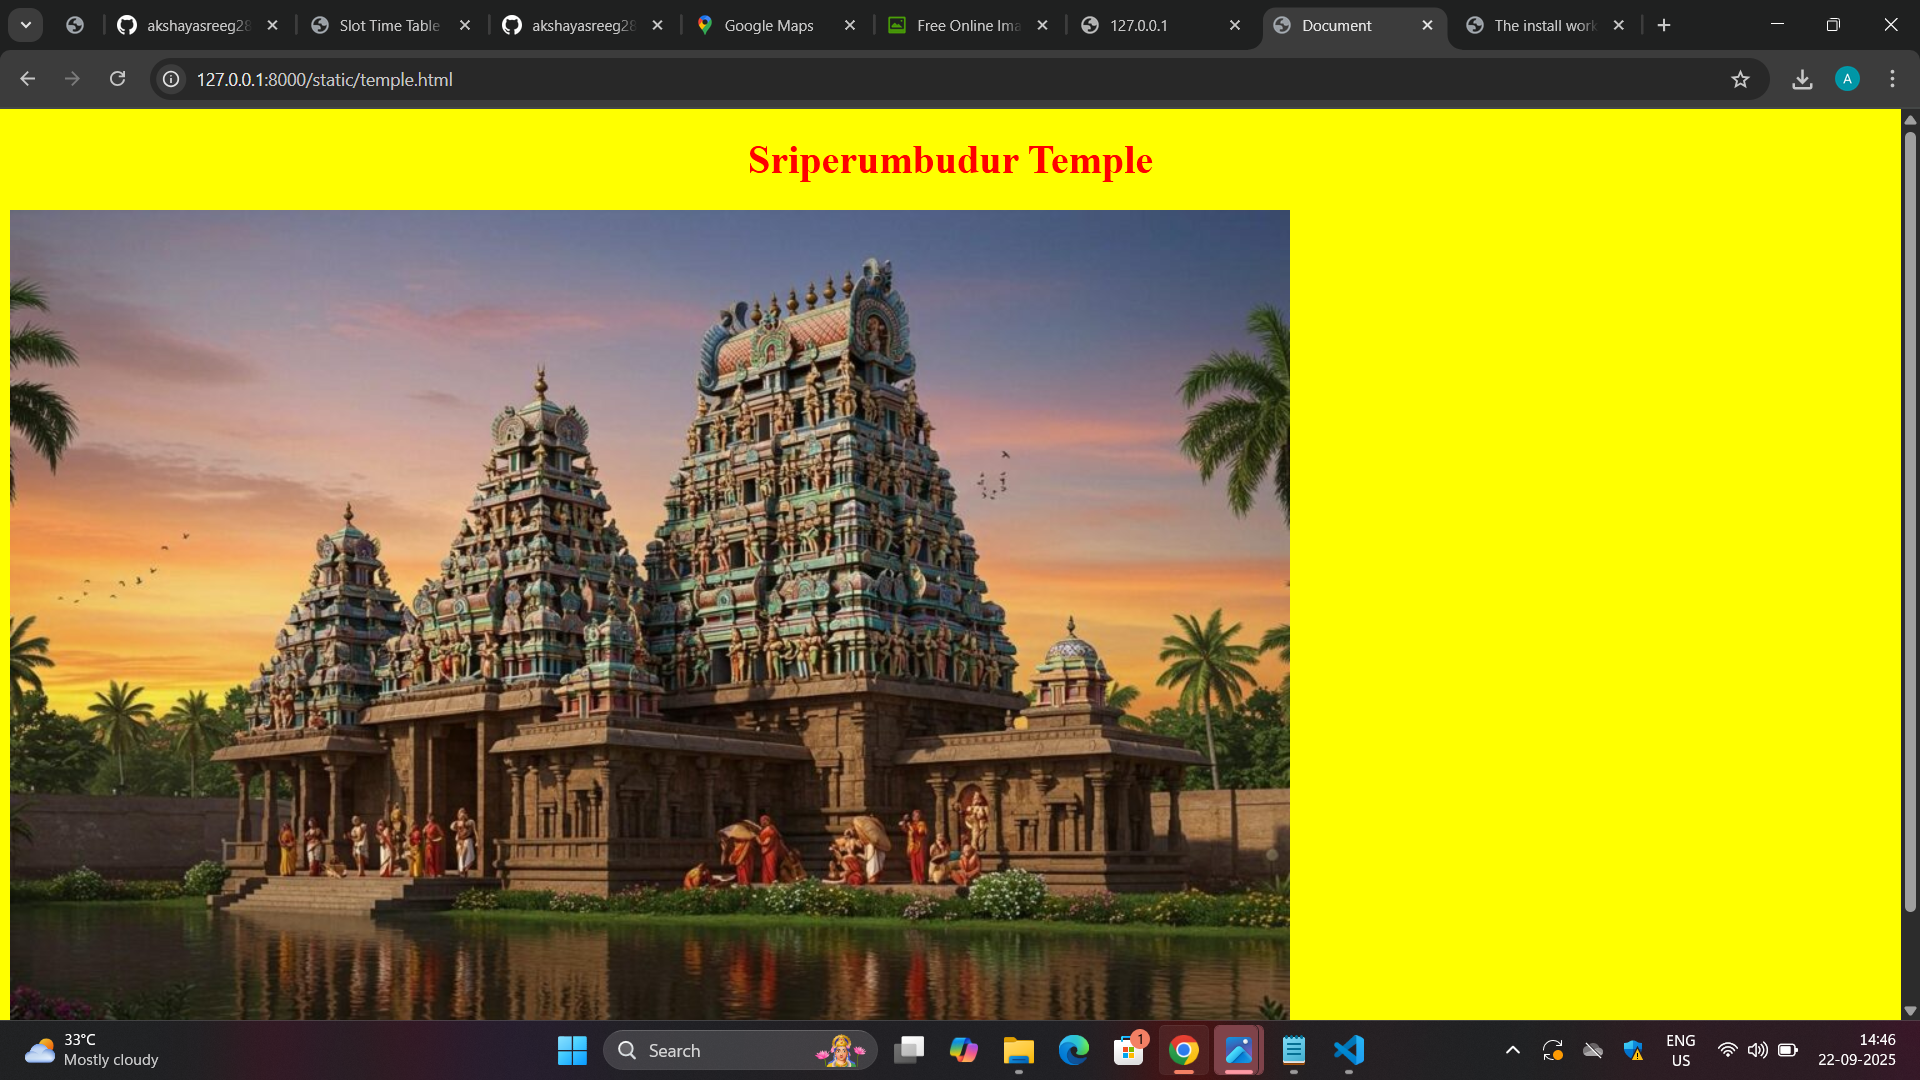 akshayasreeg28
Slot Time Table
akshayasreeg28
Google Maps
Free Online Ima
127.0.0.1
Document
The install work
127.0.0.1:8000/static/temple.html
A
Sriperumbudur Temple
33°C
Mostly cloudy
Search
1
ENG
US
14:46
22-09-2025